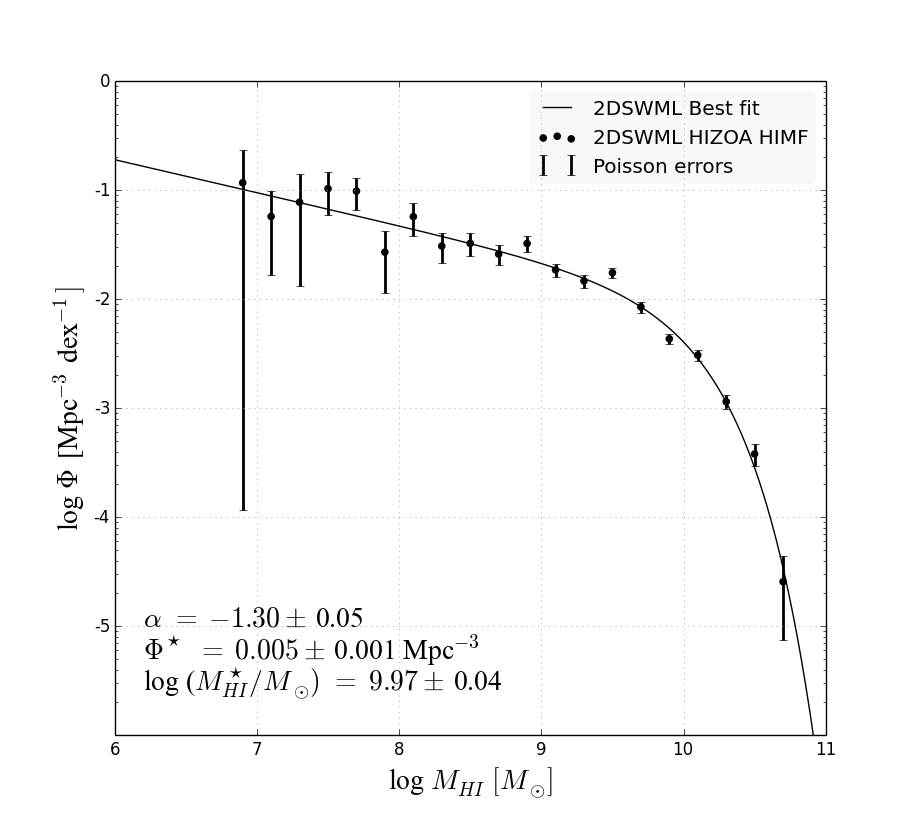 2DSWML Best fit
2DSWML HIZOA HIMF
Poisson errors
0
-1
-2
-3
-4
-5
log Φ [Mpc⁻³ dex⁻¹]
α = −1.30 ± 0.05
Φ★ = 0.005 ± 0.001 Mpc⁻³
log (M★_HI/M_⊙) = 9.97 ± 0.04
6 7 8 9 10 11
log M_HI [M_⊙]